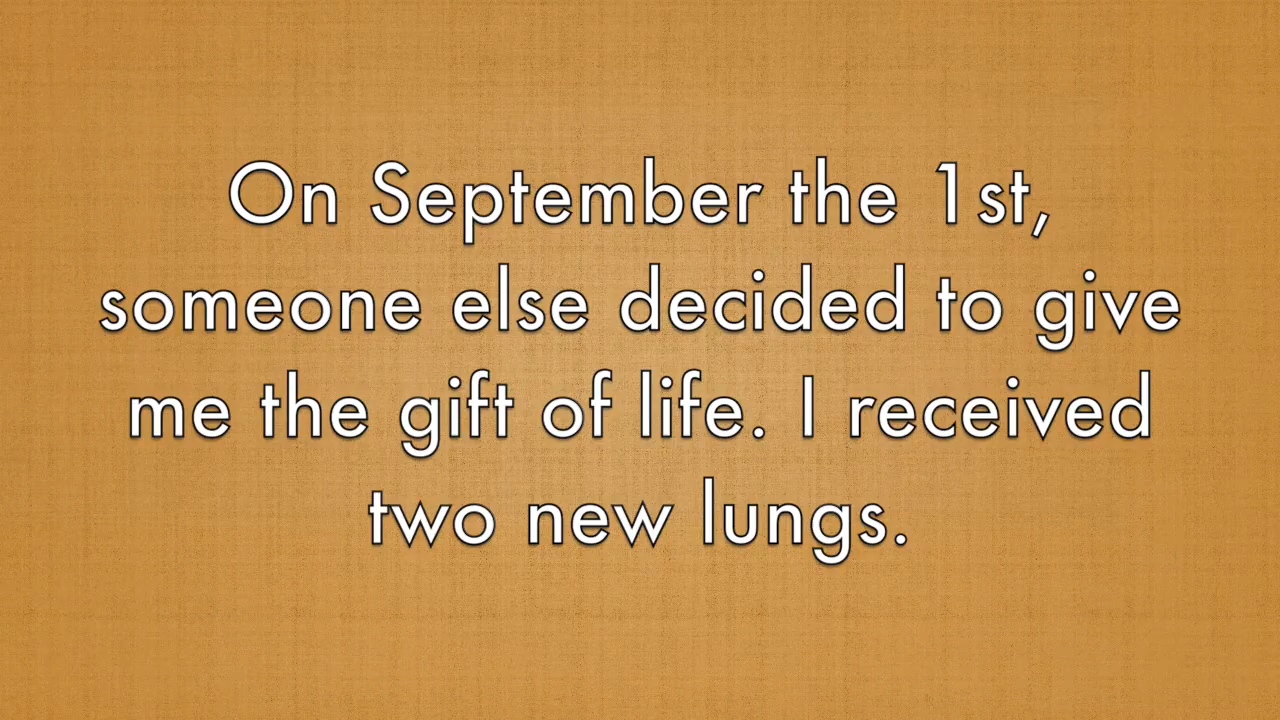 On September the 1st,
someone else decided to give
me the gift of life. I received
two new lungs.